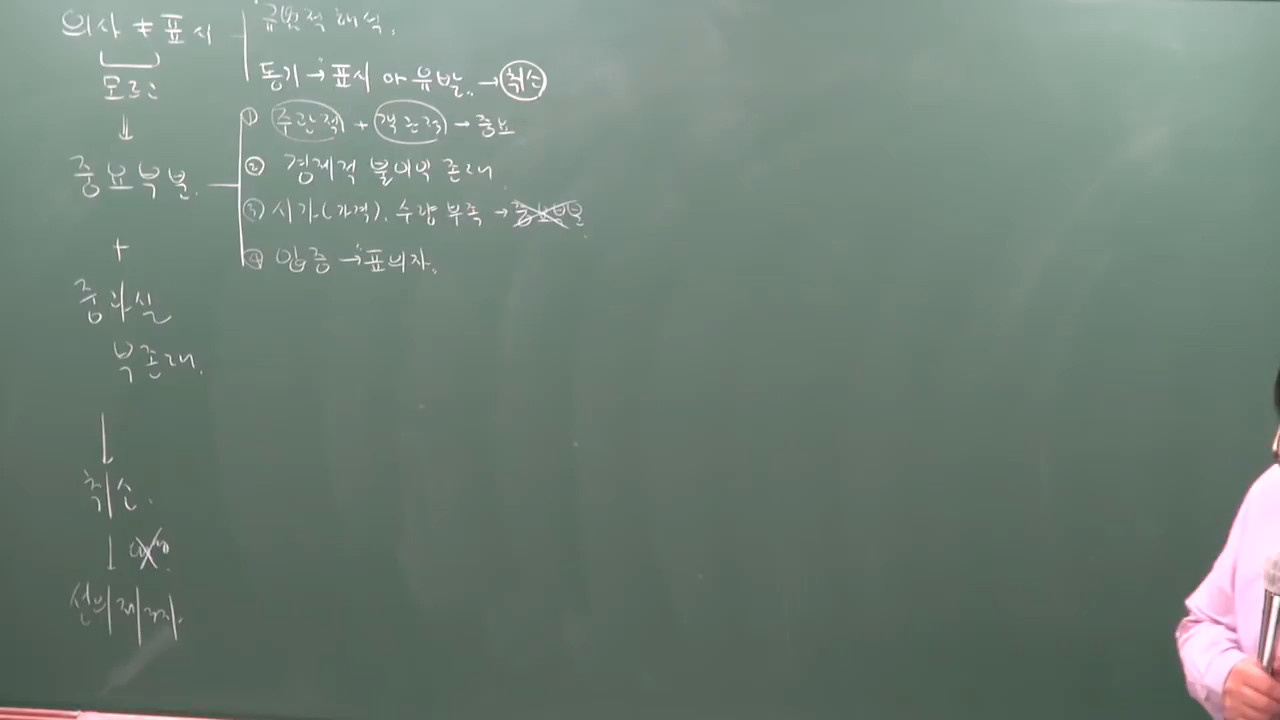 의사 ≠ 표시
모르고
⇓
중요부분.
+
중과실
부존재.
↓
취소.
↓
선의 제3자.
규범적 해석.
동기 → 표시 or 유발. → 취소
① 주관적 + 객관적 → 중요
② 경제적 불이익 존재
③ 시가(가격). 수량 부족 → 중요부분
④ 입증 → 표의자.